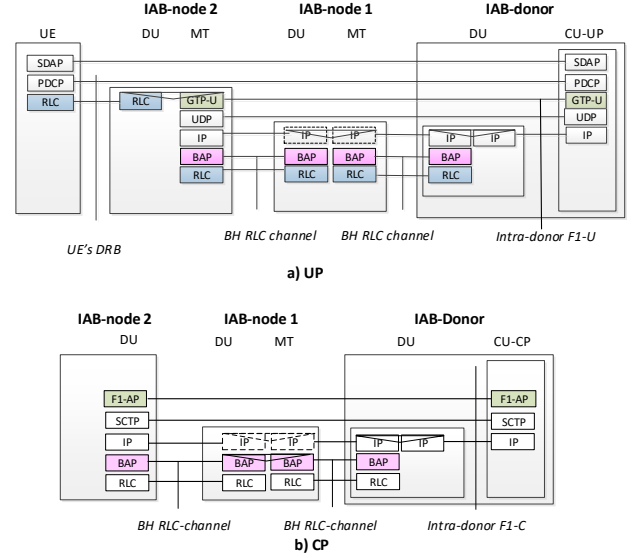 IAB-node 2 IAB-node 1 IAB-donor
UE DU MT DU MT DU CU-UP
SDAP SDAP
PDCP PDCP
RLC RLC GTP-U GTP-U
UDP UDP
IP IP IP IP IP IP
BAP BAP BAP BAP
RLC RLC RLC RLC
BH RLC channel BH RLC channel Intra-donor F1-U
UE's DRB
a) UP
IAB-node 2 IAB-node 1 IAB-Donor
DU DU MT DU CU-CP
F1-AP F1-AP
SCTP SCTP
IP IP IP IP IP IP
BAP BAP BAP BAP
RLC RLC RLC RLC
BH RLC-channel BH RLC-channel Intra-donor F1-C
b) CP